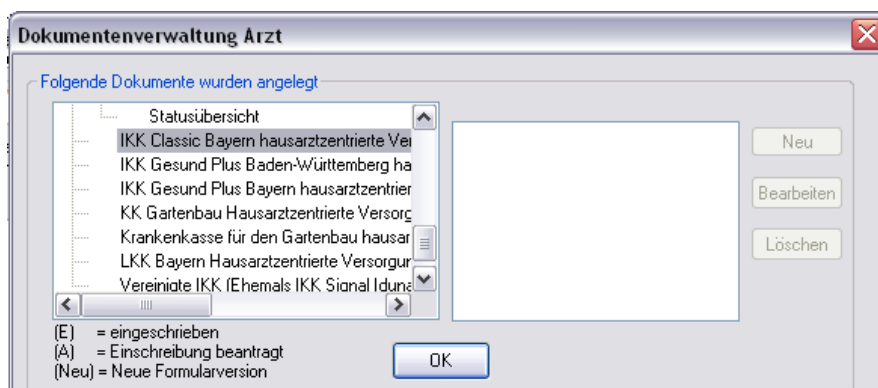 Dokumentenverwaltung Arzt
Folgende Dokumente wurden angelegt
Statusübersicht
IKK Classic Bayern hausarztzentrierte Ver
IKK Gesund Plus Baden-Württemberg ha
IKK Gesund Plus Bayern hausarztzentrier
KK Gartenbau Hausarztzentrierte Versorg
Krankenkasse für den Gartenbau hausar
LKK Bayern Hausarztzentrierte Versorgur
Vereinigte IKK (Ehemals IKK Signal Iduna
Neu
Bearbeiten
Löschen
(E) = eingeschrieben
(A) = Einschreibung beantragt
(Neu) = Neue Formularversion
OK